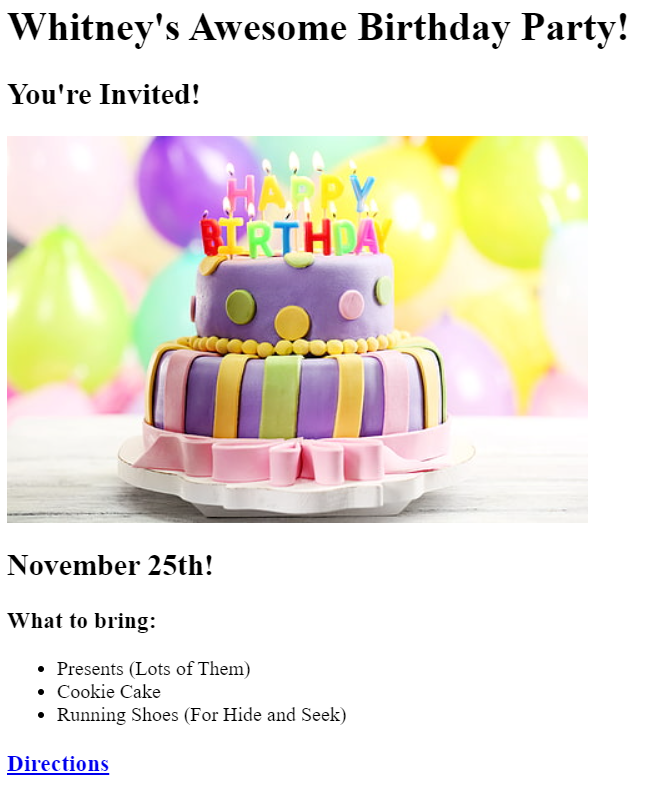 Whitney's Awesome Birthday Party!
You're Invited!
HAPPY
BIRTHDAY
November 25th!
What to bring:
Presents (Lots of Them)
Cookie Cake
Running Shoes (For Hide and Seek)
Directions